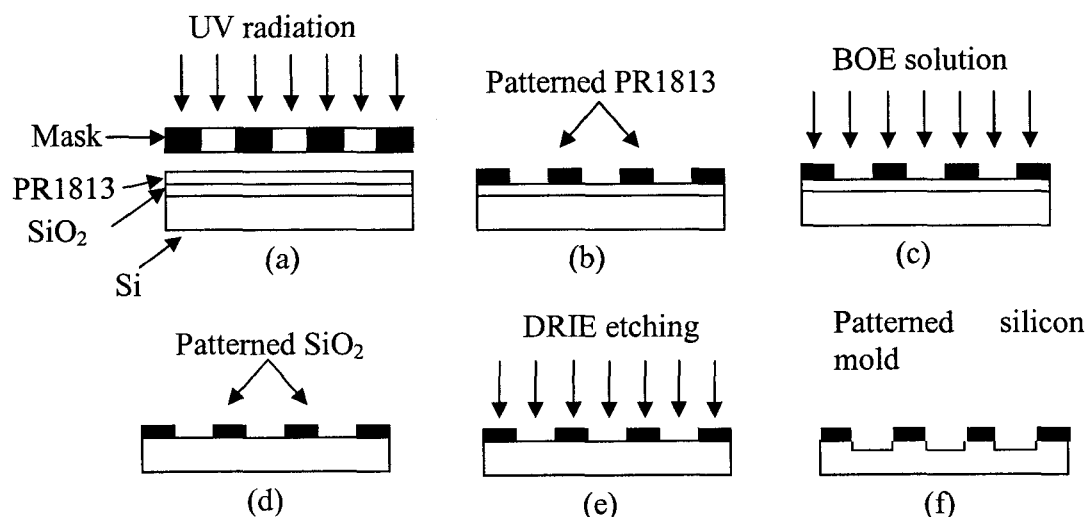 UV radiation
Mask
PR1813
SiO₂
Si
(a)
Patterned PR1813
(b)
BOE solution
(c)
Patterned SiO₂
(d)
DRIE etching
(e)
Patterned silicon
mold
(f)